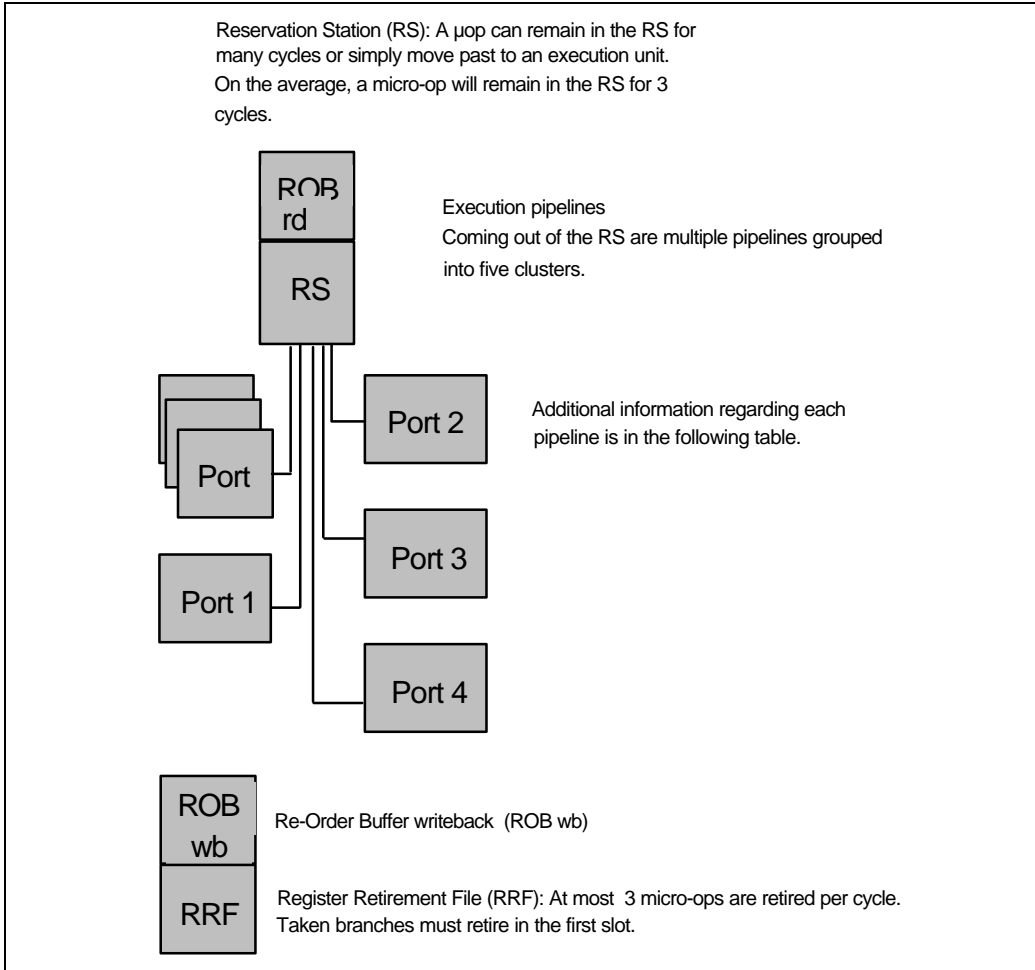 Reservation Station (RS): A µop can remain in the RS for
many cycles or simply move past to an execution unit.
On the average, a micro-op will remain in the RS for 3
cycles.
ROB
rd
Execution pipelines
Coming out of the RS are multiple pipelines grouped
into five clusters.
RS
Port 2
Additional information regarding each
pipeline is in the following table.
Port
Port 3
Port 1
Port 4
ROB
wb
Re-Order Buffer writeback (ROB wb)
RRF
Register Retirement File (RRF): At most 3 micro-ops are retired per cycle.
Taken branches must retire in the first slot.